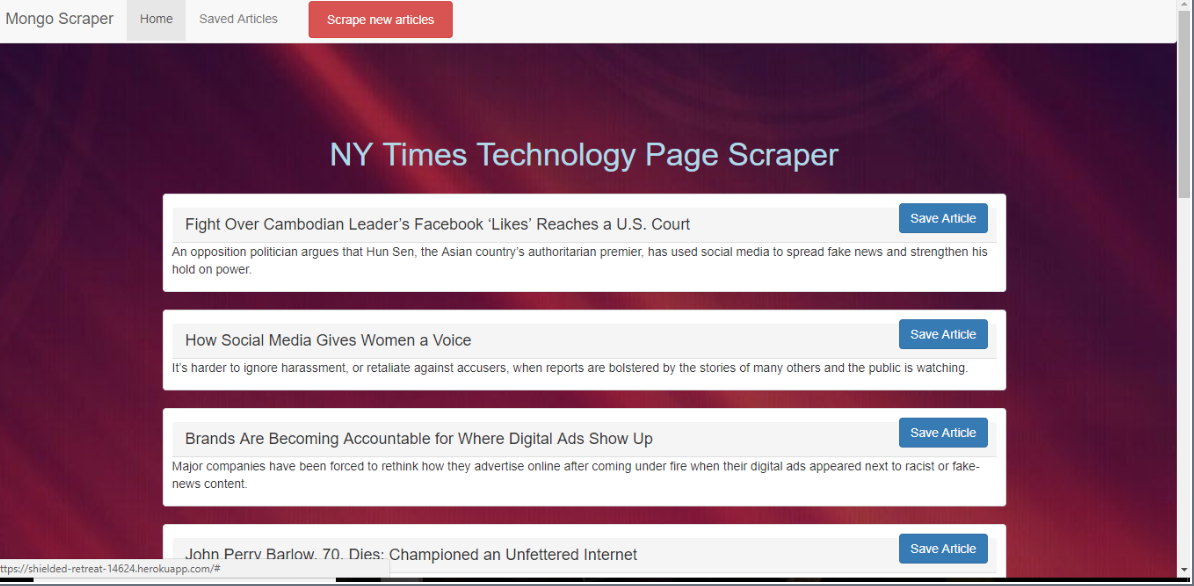 Mongo Scraper Home Saved Articles Scrape new articles
NY Times Technology Page Scraper
Fight Over Cambodian Leader’s Facebook ‘Likes’ Reaches a U.S. Court Save Article
An opposition politician argues that Hun Sen, the Asian country’s authoritarian premier, has used social media to spread fake news and strengthen his
hold on power.
How Social Media Gives Women a Voice Save Article
It’s harder to ignore harassment, or retaliate against accusers, when reports are bolstered by the stories of many others and the public is watching.
Brands Are Becoming Accountable for Where Digital Ads Show Up Save Article
Major companies have been forced to rethink how they advertise online after coming under fire when their digital ads appeared next to racist or fake-
news content.
John Perry Barlow, 70, Dies; Championed an Unfettered Internet Save Article
ttps://shielded-retreat-14624.herokuapp.com/#